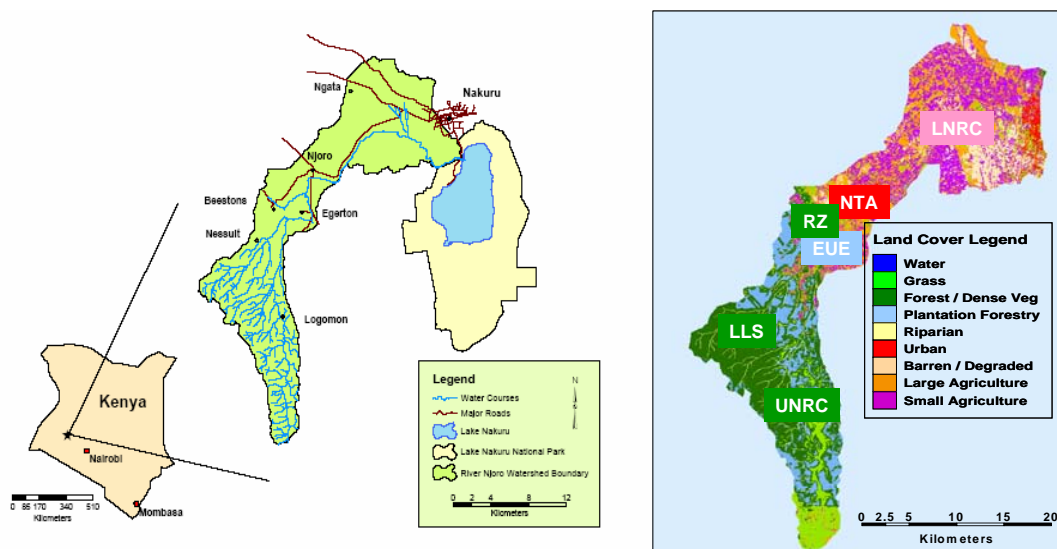 Ngata
Nakuru
Njoro
Beestons
Egerton
Nessuit
Logomon
Kenya
Nairobi
Mombasa
0 85 170 340 510
Kilometers
Legend
N
Water Courses
Major Roads
Lake Nakuru
Lake Nakuru National Park
River Njoro Watershed Boundary
0 2 4 8 12
Kilometers
LNRC
NTA
RZ
EUE
LLS
UNRC
Land Cover Legend
Water
Grass
Forest / Dense Veg
Plantation Forestry
Riparian
Urban
Barren / Degraded
Large Agriculture
Small Agriculture
0 2.5 5 10 15 20
Kilometers